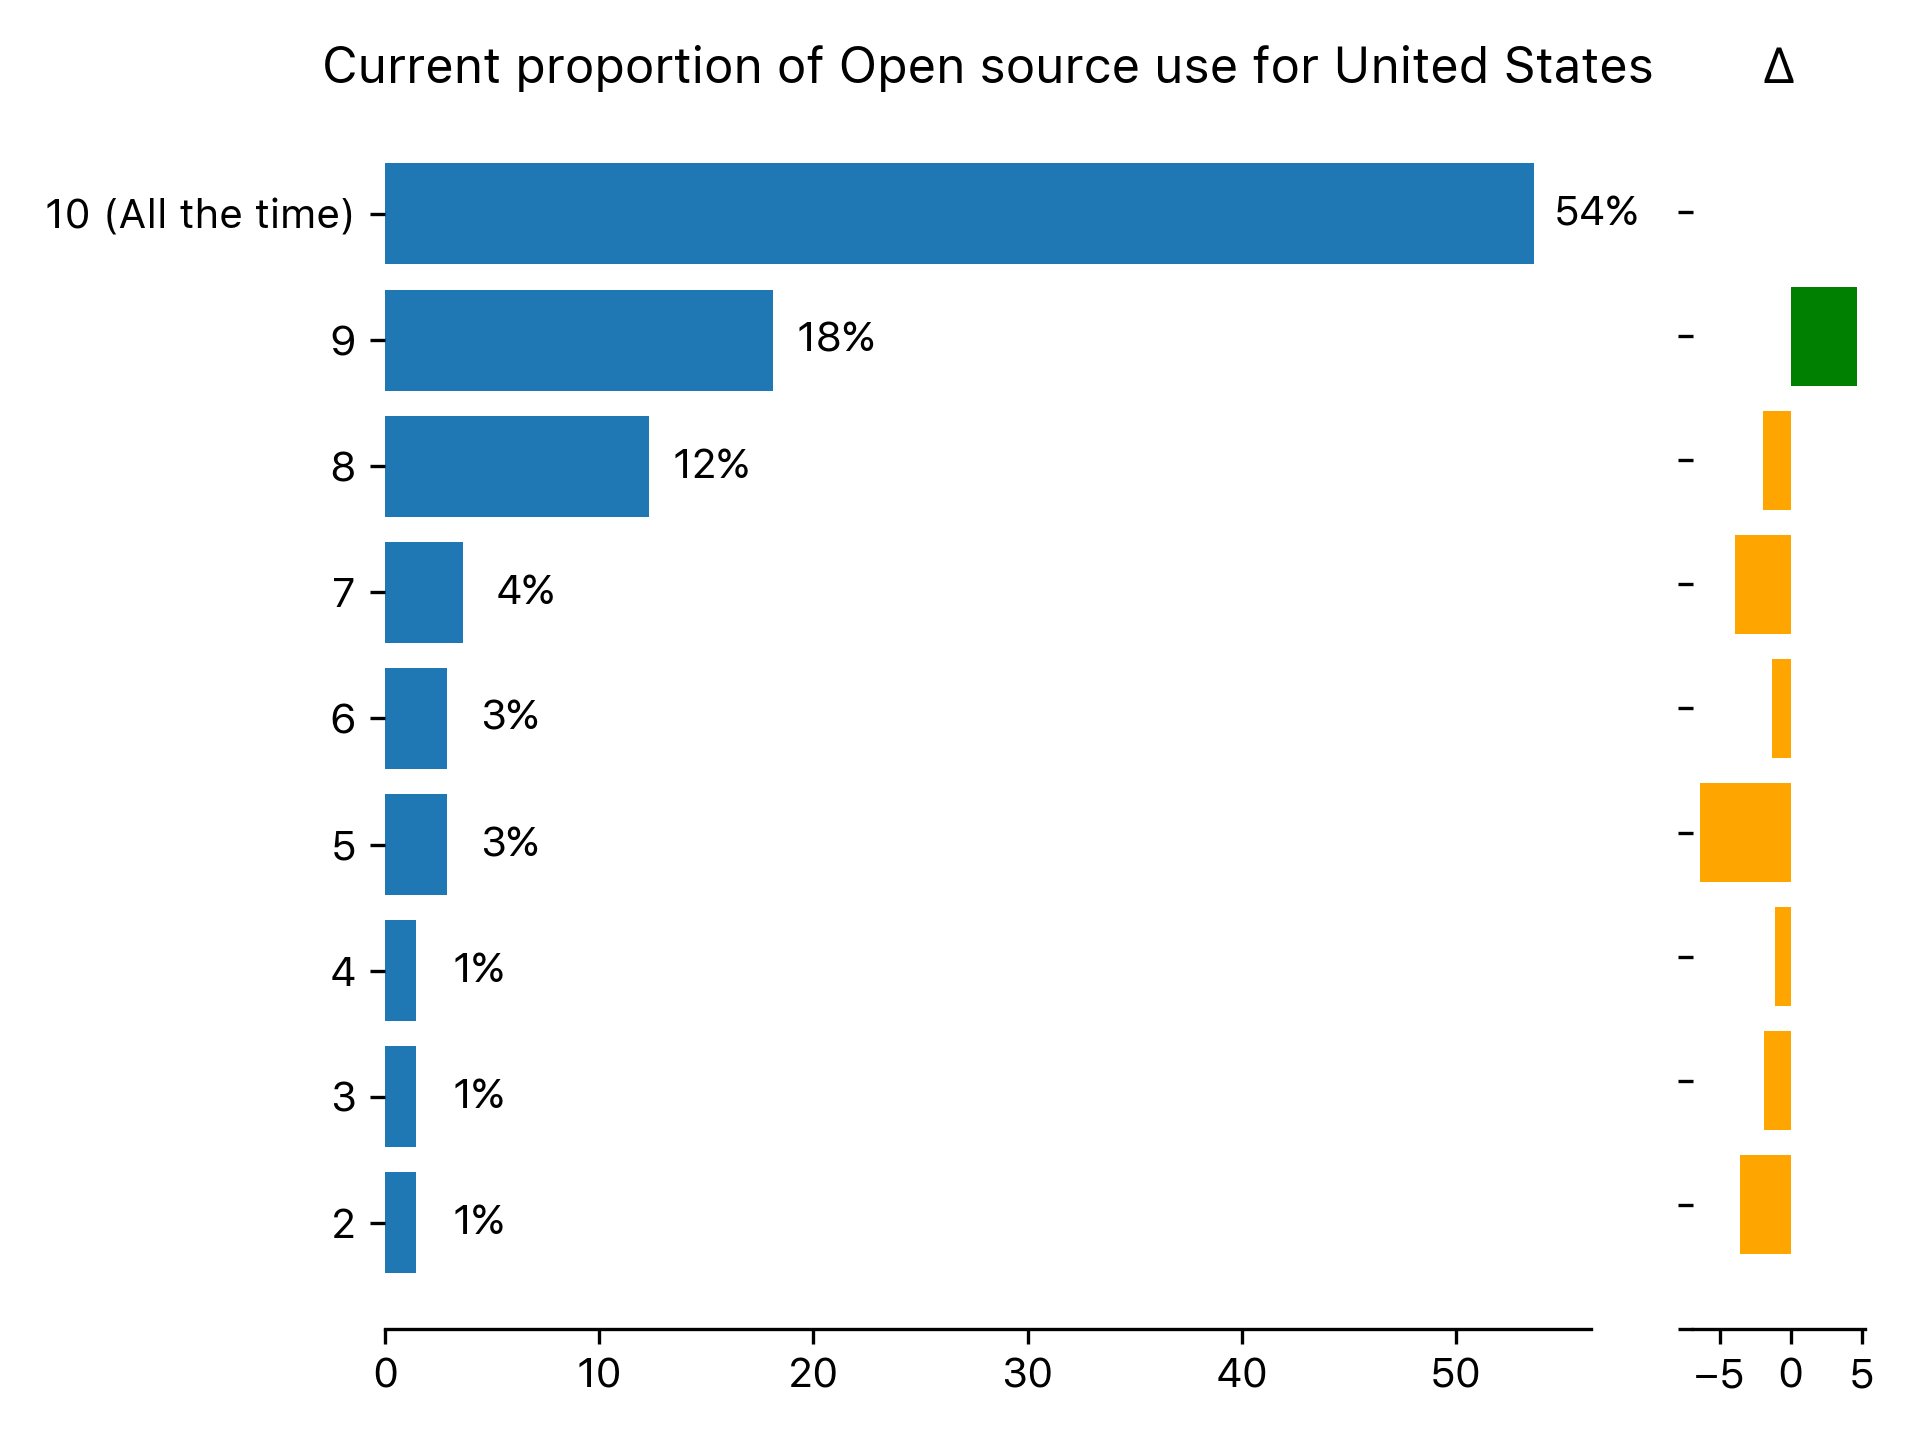 Current proportion of Open source use for United States Δ
10 (All the time) 54%
9 18%
8 12%
7 4%
6 3%
5 3%
4 1%
3 1%
2 1%
0 10 20 30 40 50 −5 0 5